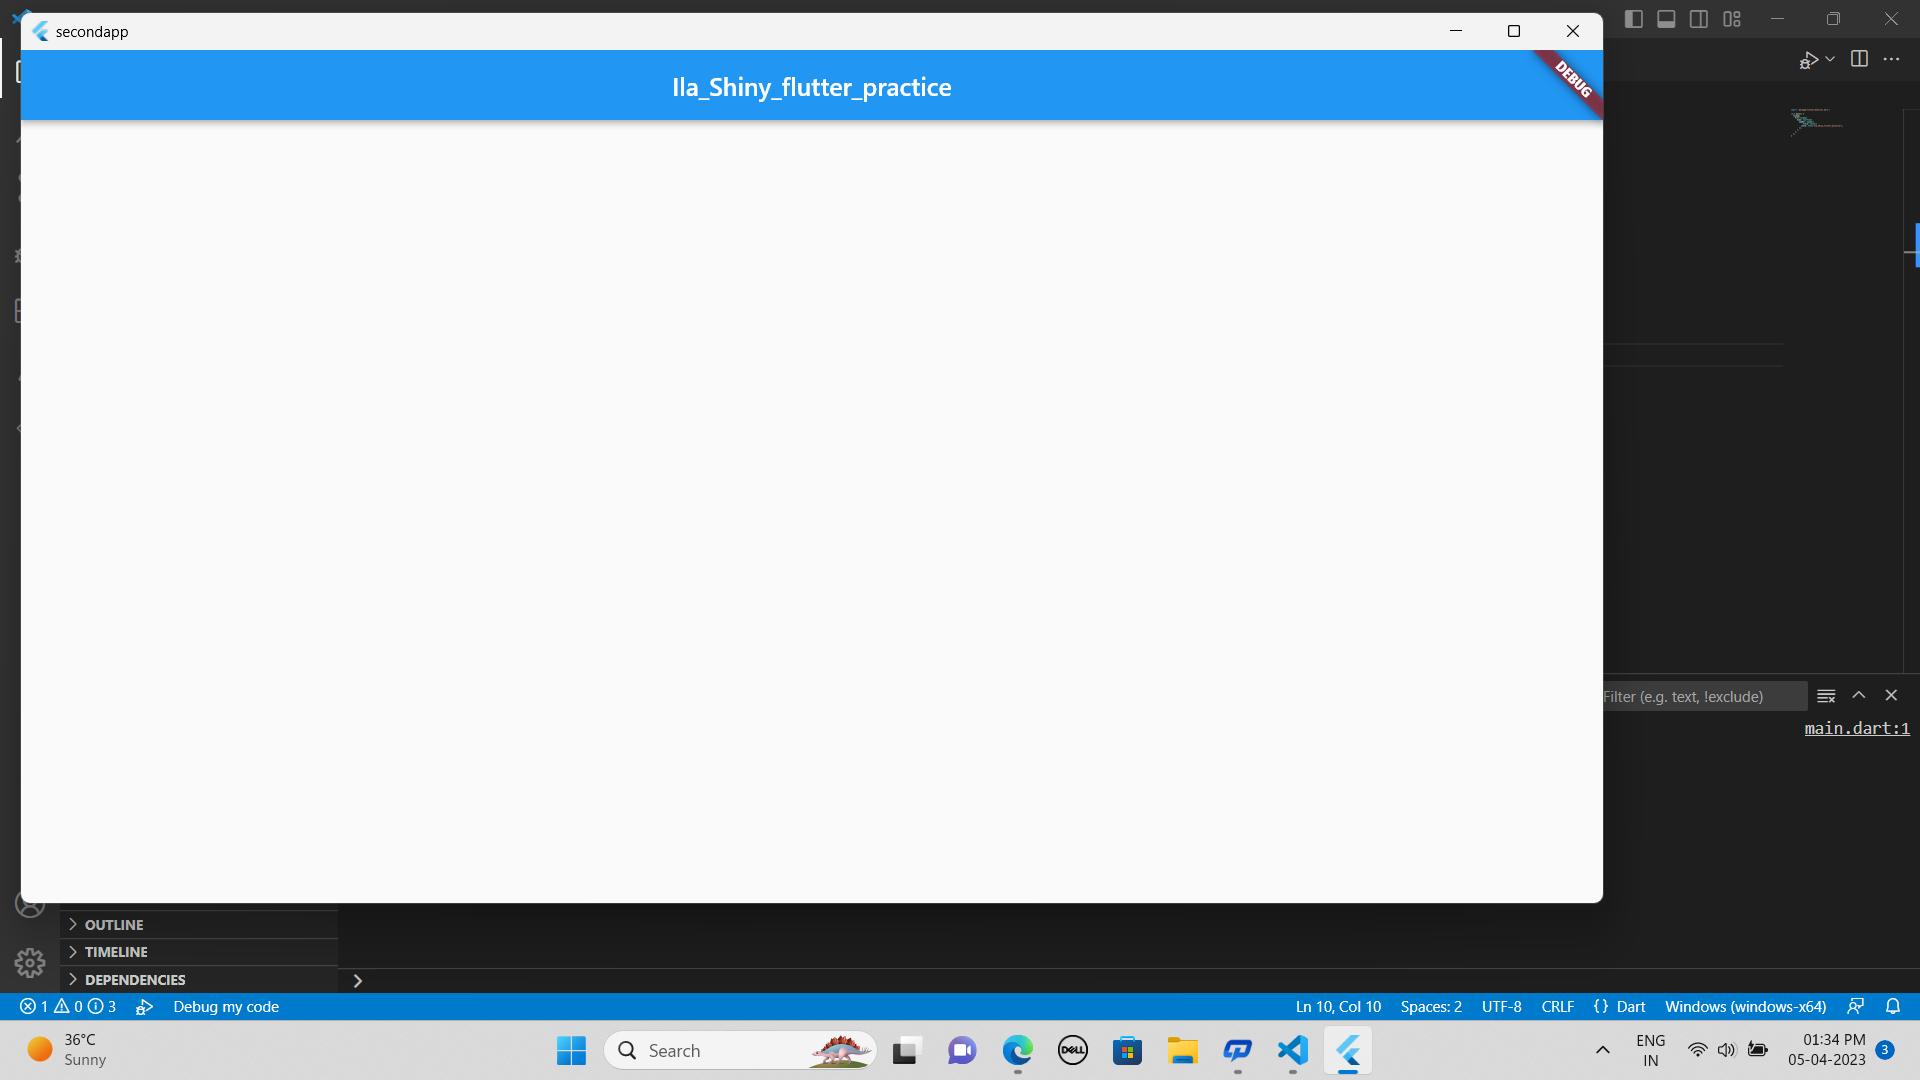 secondapp
Ila_Shiny_flutter_practice
DEBUG
Filter (e.g. text, !exclude)
main.dart:1
OUTLINE
TIMELINE
DEPENDENCIES
1 0 3 Debug my code Ln 10, Col 10 Spaces: 2 UTF-8 CRLF {} Dart Windows (windows-x64)
36°C
Sunny
Search
DELL
ENG
IN
01:34 PM
05-04-2023
3